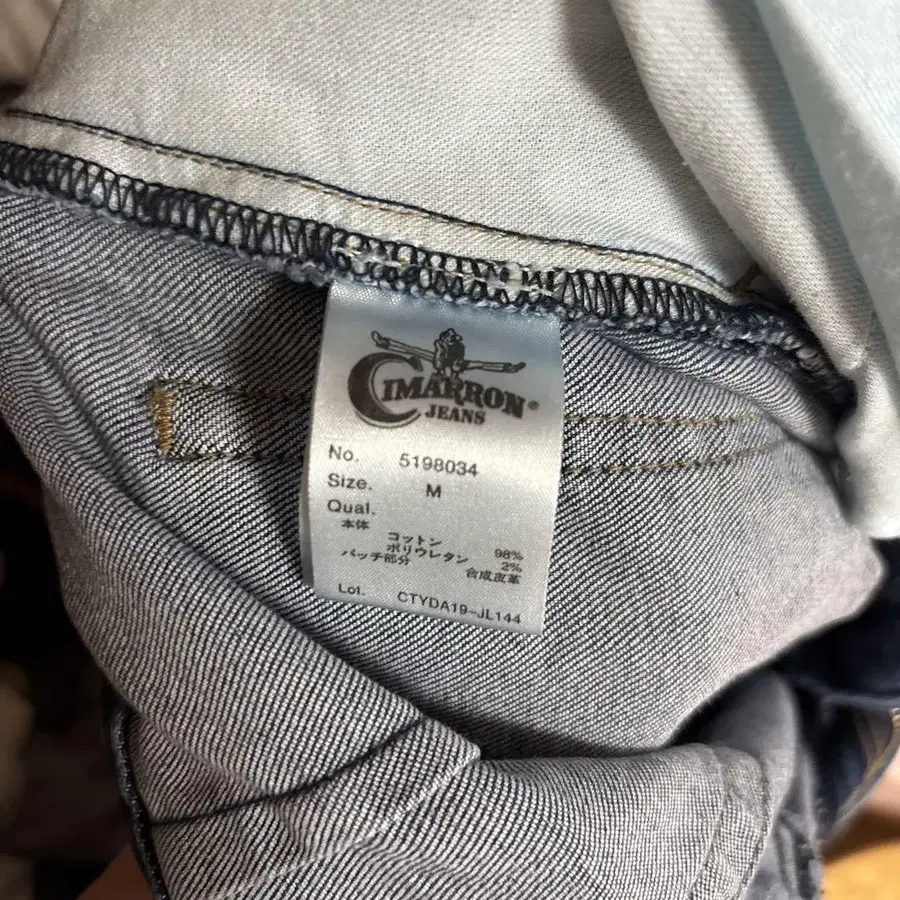 CIMARRON®
JEANS
No. 5198034
Size. M
Qual.
本体
コットン 98%
ポリウレタン 2%
パッチ部分 合成皮革
Lot. CTYDA19-JL144